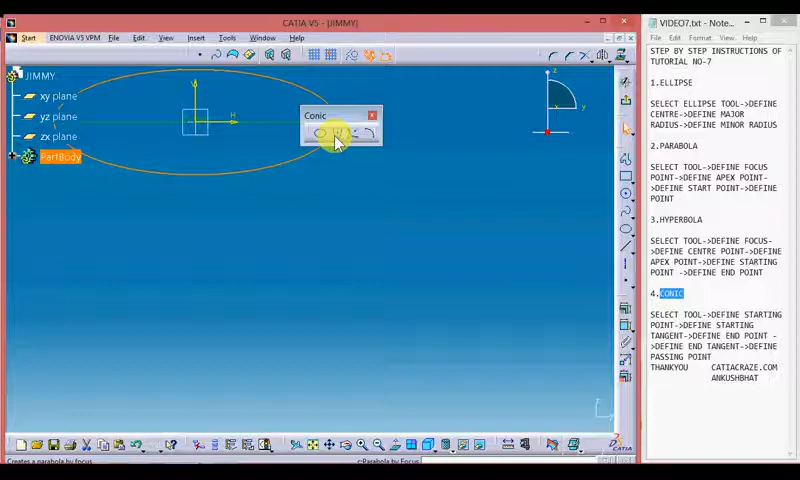 CATIA V5 - [JIMMY]
Start
ENOVIA V5 VPM
File
Edit
View
Insert
Tools
Window
Help
JIMMY
xy plane
yz plane
zx plane
PartBody
V
H
Conic
z
y
x
z
CATIA
Creates a parabola by focus
c:Parabola by Focus
VIDEO7.txt - Note...
File Edit Format View Help
STEP BY STEP INSTRUCTIONS OF
TUTORIAL NO-7
1.ELLIPSE
SELECT ELLIPSE TOOL->DEFINE
CENTRE->DEFINE MAJOR
RADIUS->DEFINE MINOR RADIUS
2.PARABOLA
SELECT TOOL->DEFINE FOCUS
POINT->DEFINE APEX POINT-
>DEFINE START POINT->DEFINE
POINT
3.HYPERBOLA
SELECT TOOL->DEFINE FOCUS-
>DEFINE CENTRE POINT->DEFINE
APEX POINT->DEFINE STARTING
POINT ->DEFINE END POINT
4.CONIC
SELECT TOOL->DEFINE STARTING
POINT->DEFINE STARTING
TANGENT->DEFINE END POINT -
>DEFINE END TANGENT->DEFINE
PASSING POINT
THANKYOU CATIACRAZE.COM
ANKUSHBHAT